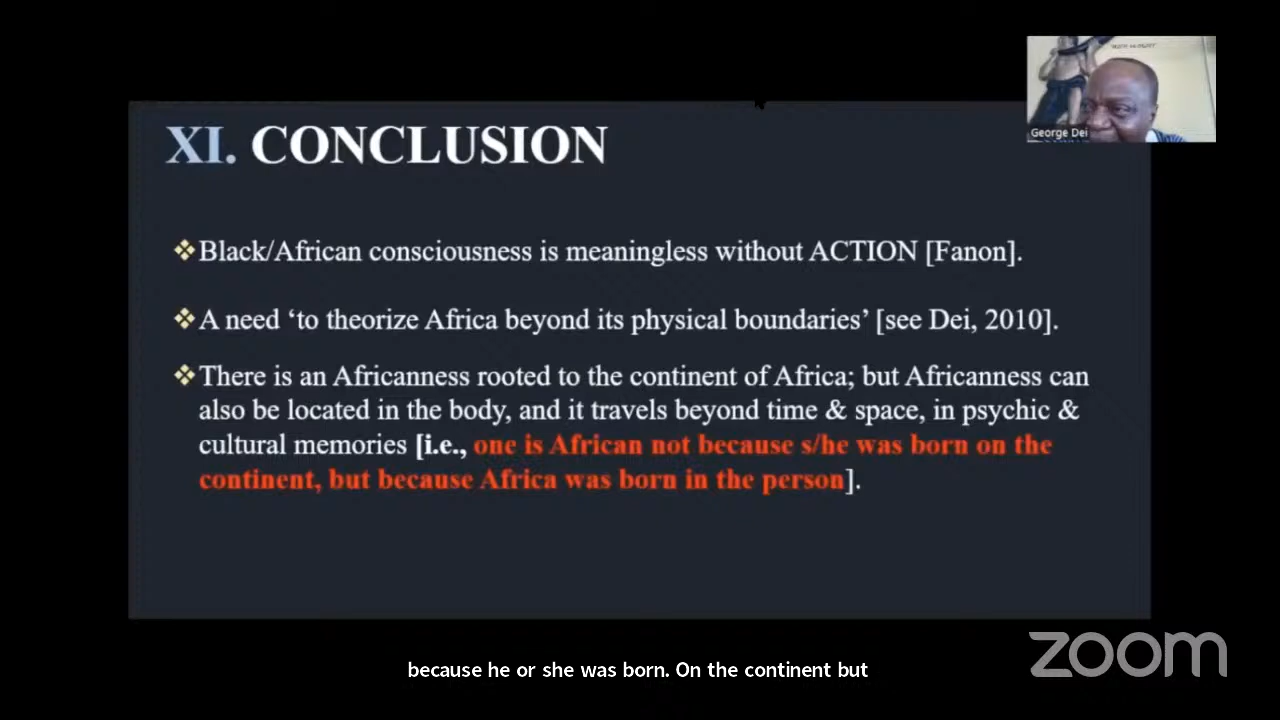 XI. CONCLUSION
George Dei
❖Black/African consciousness is meaningless without ACTION [Fanon].
❖A need ‘to theorize Africa beyond its physical boundaries’ [see Dei, 2010].
❖There is an Africanness rooted to the continent of Africa; but Africanness can
also be located in the body, and it travels beyond time & space, in psychic &
cultural memories [i.e., one is African not because s/he was born on the
continent, but because Africa was born in the person].
because he or she was born. On the continent but
zoom